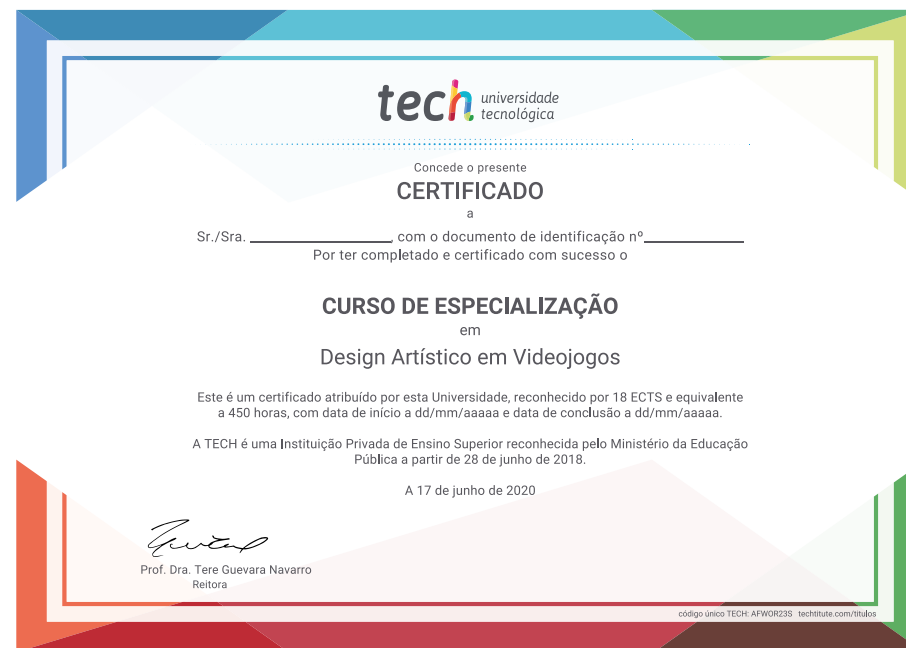 tech universidade
tecnológica
Concede o presente
CERTIFICADO
a
Sr./Sra. ____________________, com o documento de identificação nº______________
Por ter completado e certificado com sucesso o
CURSO DE ESPECIALIZAÇÃO
em
Design Artístico em Videojogos
Este é um certificado atribuído por esta Universidade, reconhecido por 18 ECTS e equivalente
a 450 horas, com data de início a dd/mm/aaaaa e data de conclusão a dd/mm/aaaaa.
A TECH é uma Instituição Privada de Ensino Superior reconhecida pelo Ministério da Educação
Pública a partir de 28 de junho de 2018.
A 17 de junho de 2020
Prof. Dra. Tere Guevara Navarro
Reitora
código único TECH: AFWOR23S techtitute.com/titulos